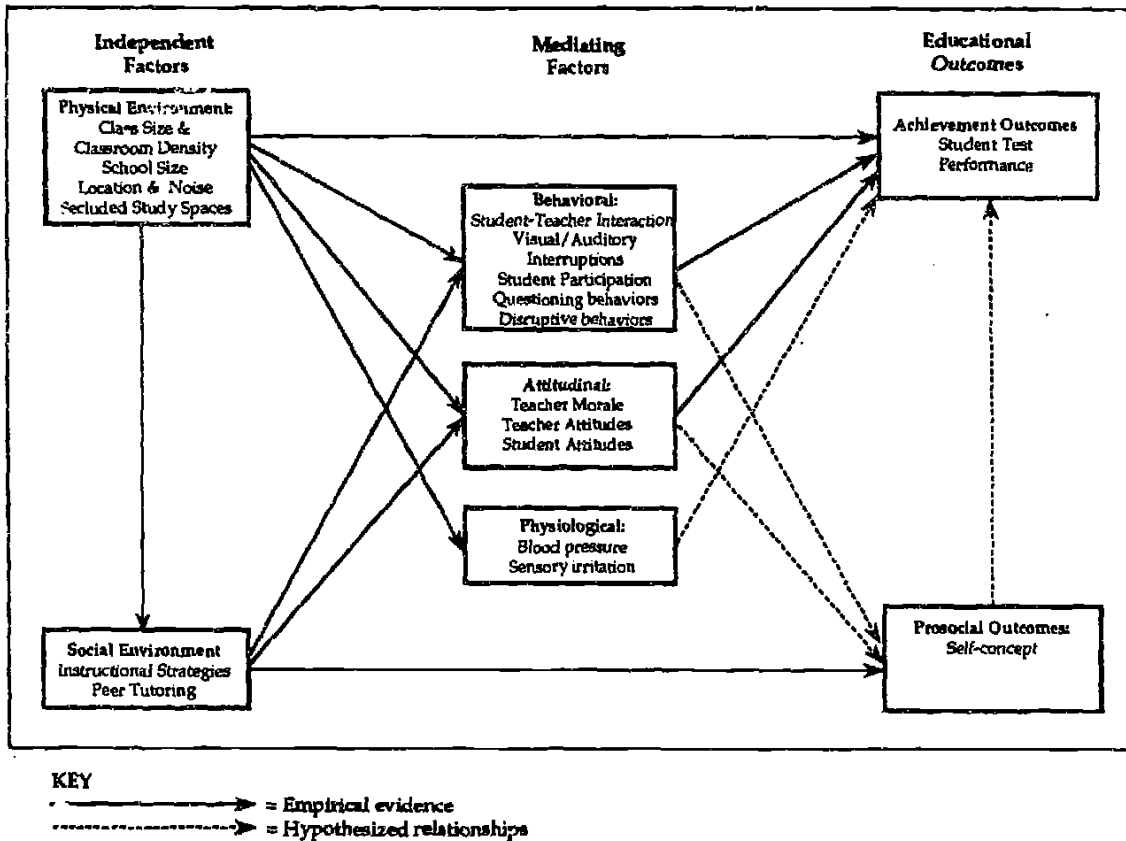 Independent
Factors
Mediating
Factors
Educational
Outcomes
Physical Environment:
Class Size &
Classroom Density
School Size
Location & Noise
Secluded Study Spaces
Achievement Outcomes
Student Test
Performance
Behavioral:
Student-Teacher Interaction
Visual/Auditory
Interruptions
Student Participation
Questioning behaviors
Disruptive behaviors
Attitudinal:
Teacher Morale
Teacher Attitudes
Student Attitudes
Physiological:
Blood pressure
Sensory irritation
Social Environment
Instructional Strategies
Peer Tutoring
Prosocial Outcomes:
Self-concept
KEY
= Empirical evidence
= Hypothesized relationships